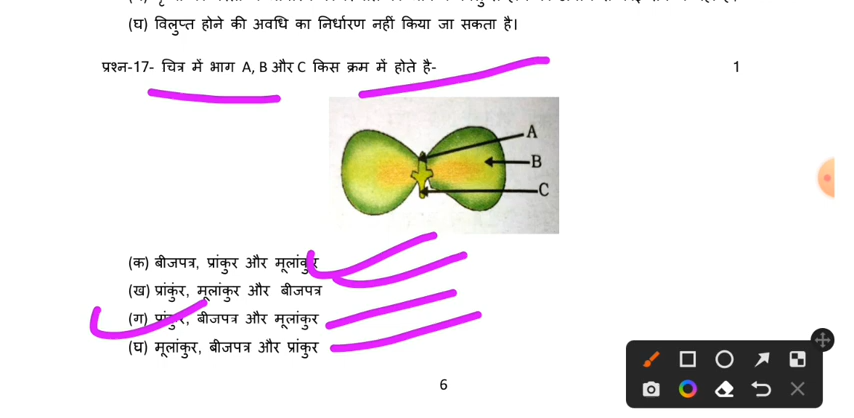 (घ) विलुप्त होने की अवधि का निर्धारण नहीं किया जा सकता है।
प्रश्न-17- चित्र में भाग A, B और C किस क्रम में होते है- 1
A
B
C
(क) बीजपत्र, प्रांकुर और मूलांकुर
(ख) प्रांकुंर, मूलांकुर और बीजपत्र
(ग) प्रांकुर, बीजपत्र और मूलांकुर
(घ) मूलांकुर, बीजपत्र और प्रांकुर
6